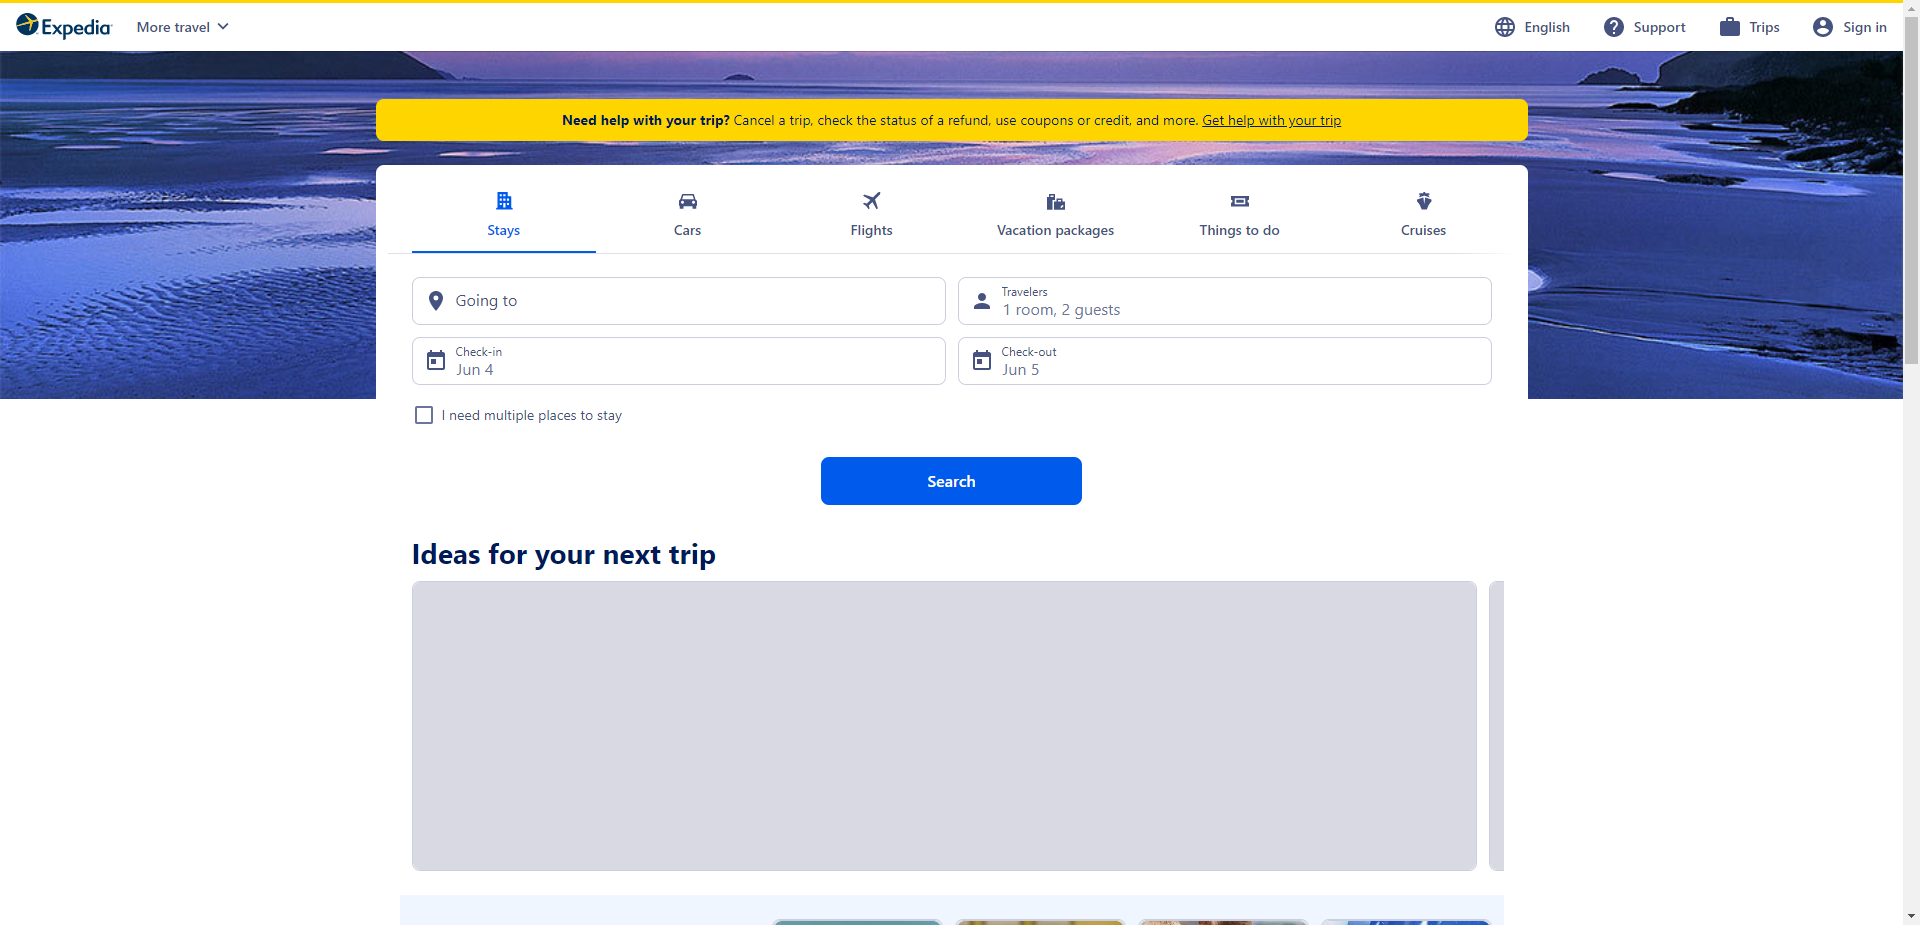 Expedia
More travel
English
Support
Trips
Sign in
Need help with your trip? Cancel a trip, check the status of a refund, use coupons or credit, and more. Get help with your trip
Stays
Cars
Flights
Vacation packages
Things to do
Cruises
Going to
Travelers
1 room, 2 guests
Check-in
Jun 4
Check-out
Jun 5
I need multiple places to stay
Search
Ideas for your next trip